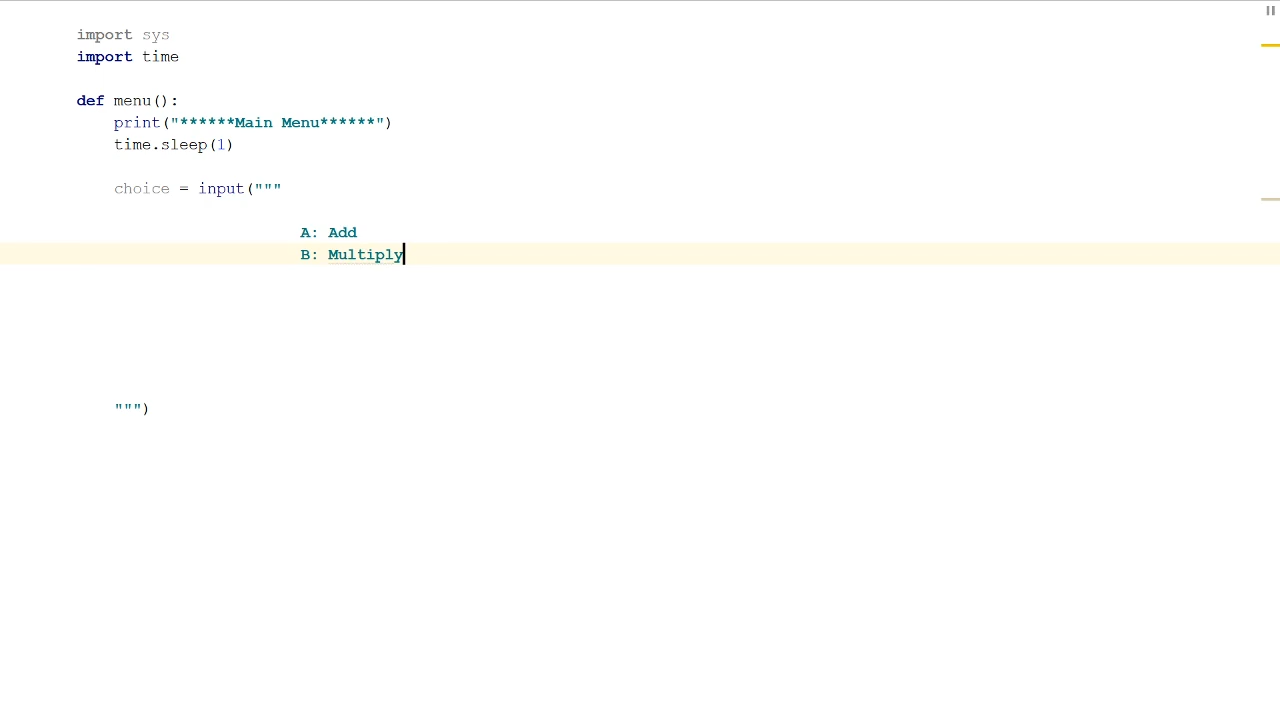 import sys
import time
def menu():
    print("******Main Menu******")
    time.sleep(1)
    choice = input("""
                        A: Add
                        B: Multiply
    """)